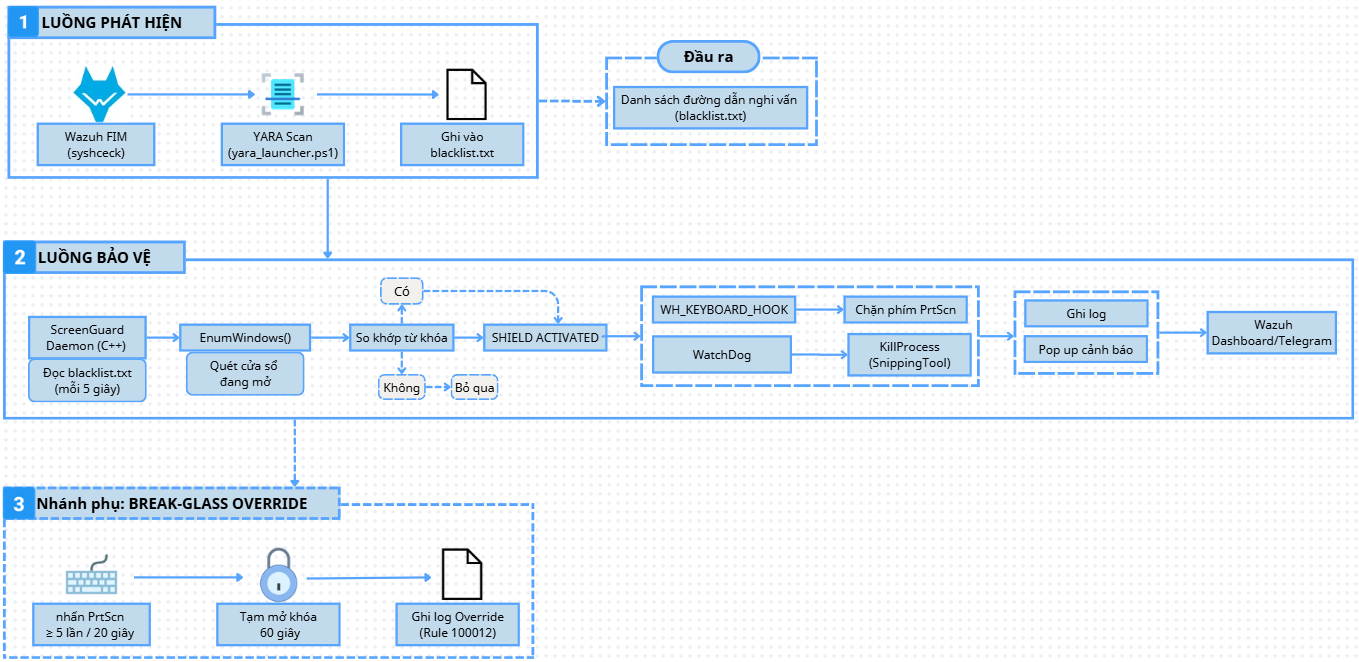 1 LUỒNG PHÁT HIỆN
Wazuh FIM
(syshceck)
YARA Scan
(yara_launcher.ps1)
Ghi vào
blacklist.txt
Đầu ra
Danh sách đường dẫn nghi vấn
(blacklist.txt)
2 LUỒNG BẢO VỆ
ScreenGuard
Daemon (C++)
Đọc blacklist.txt
(mỗi 5 giây)
EnumWindows()
Quét cửa sổ
đang mở
Có
So khớp từ khóa
Không
Bỏ qua
SHIELD ACTIVATED
WH_KEYBOARD_HOOK
Chặn phím PrtScn
WatchDog
KillProcess
(SnippingTool)
Ghi log
Pop up cảnh báo
Wazuh
Dashboard/Telegram
3 Nhánh phụ: BREAK-GLASS OVERRIDE
nhấn PrtScn
≥ 5 lần / 20 giây
Tạm mở khóa
60 giây
Ghi log Override
(Rule 100012)